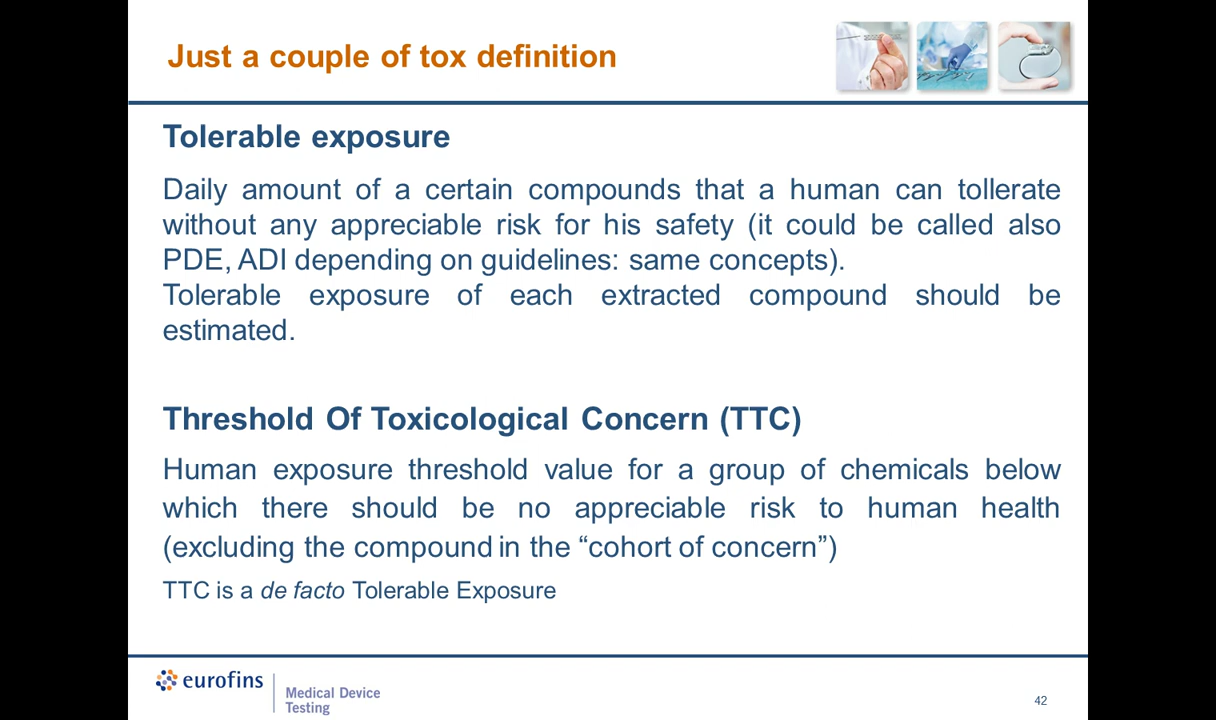 Just a couple of tox definition
Tolerable exposure
Daily amount of a certain compounds that a human can tollerate
without any appreciable risk for his safety (it could be called also
PDE, ADI depending on guidelines: same concepts).
Tolerable exposure of each extracted compound should be
estimated.
Threshold Of Toxicological Concern (TTC)
Human exposure threshold value for a group of chemicals below
which there should be no appreciable risk to human health
(excluding the compound in the “cohort of concern”)
TTC is a de facto Tolerable Exposure
eurofins
Medical Device
Testing
42